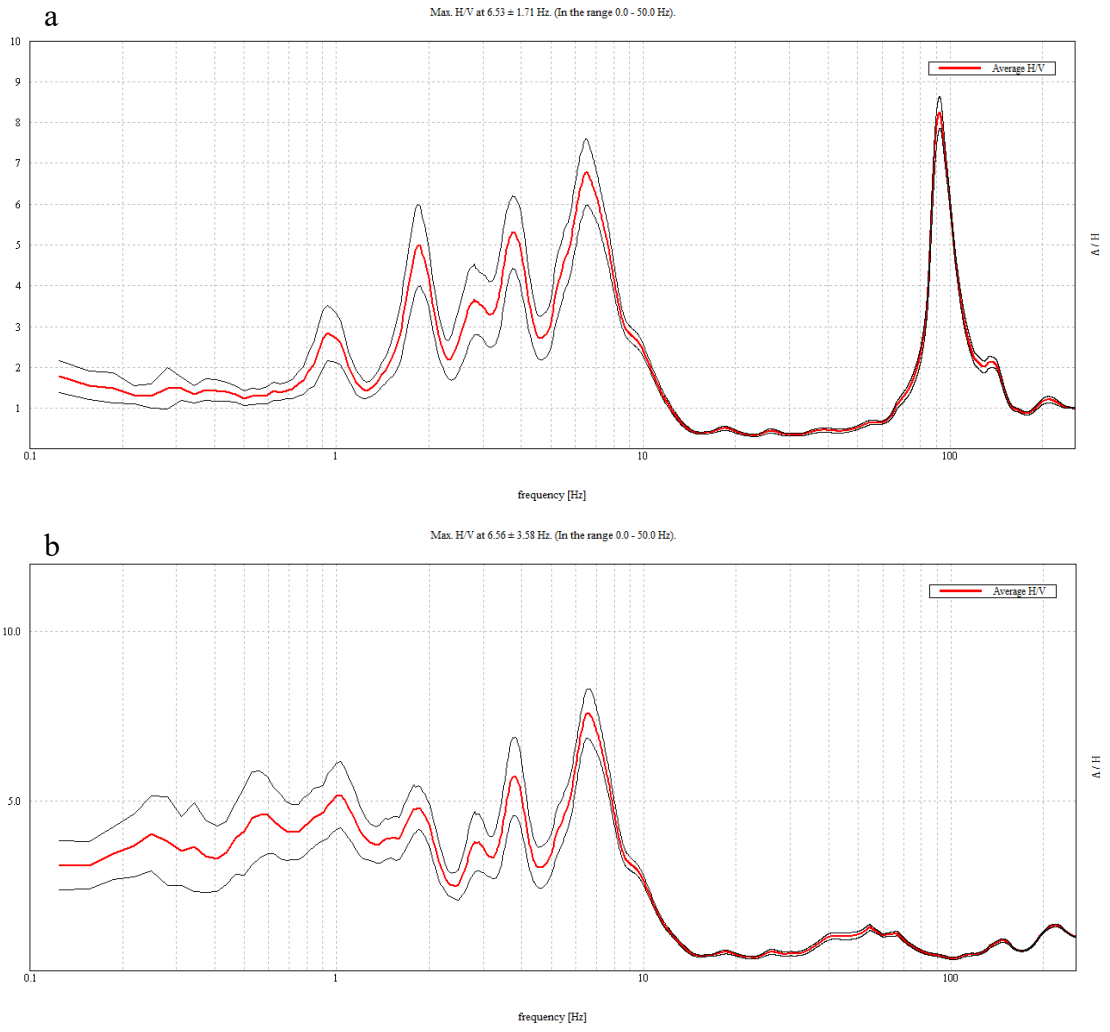 a
Max. H/V at 6.53 ± 1.71 Hz. (In the range 0.0 - 50.0 Hz).
10
9
8
7
6
5
4
3
2
1
Average H/V
H / V
0.1 1 10 100
frequency [Hz]
b
Max. H/V at 6.56 ± 3.58 Hz. (In the range 0.0 - 50.0 Hz).
10.0
5.0
Average H/V
H / V
0.1 1 10 100
frequency [Hz]